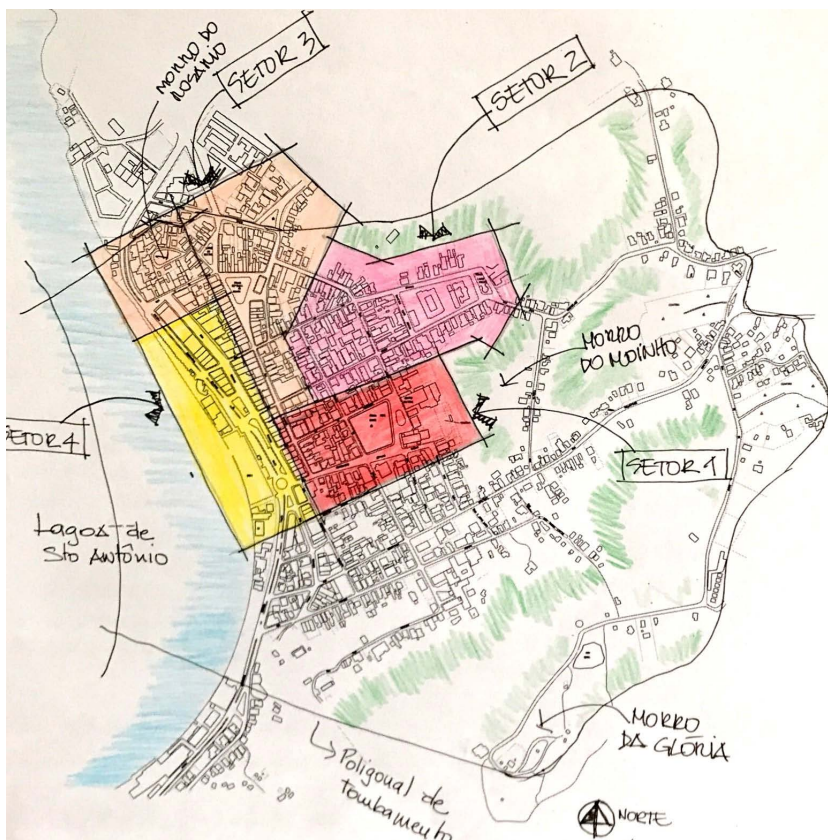 MORRO DO
ROSÁRIO
SETOR 3
SETOR 2
MORRO
DO MOINHO
SETOR 4
SETOR 1
Lagoa de
Sto Antônio
MORRO
DA GLÓRIA
Poligonal de
tombamento
NORTE